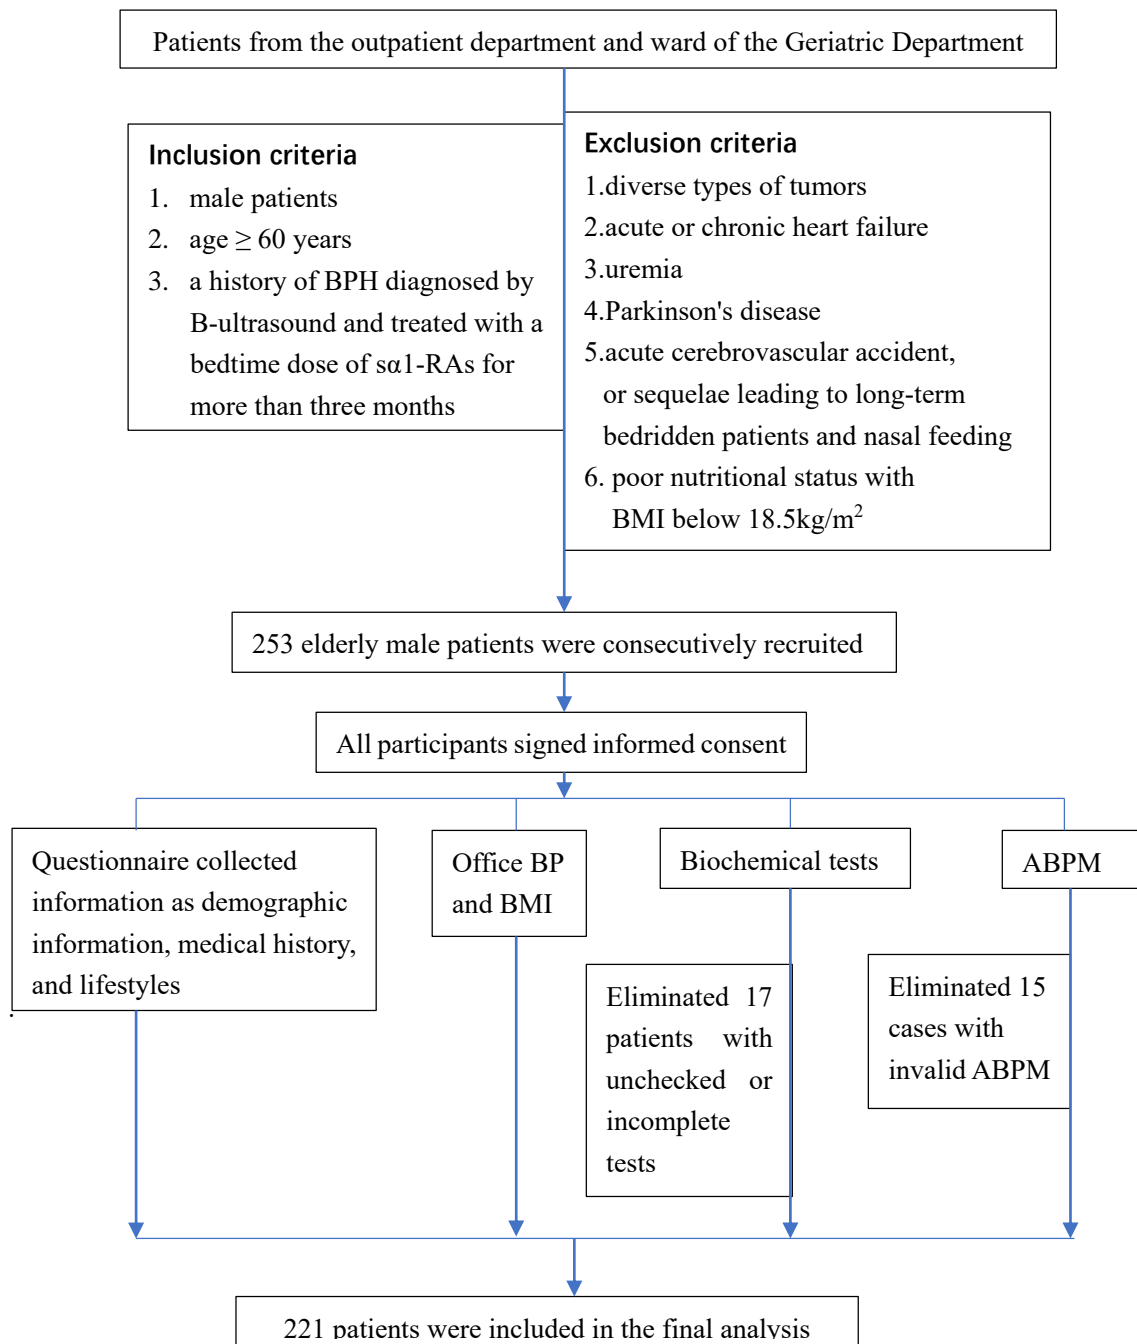 Patients from the outpatient department and ward of the Geriatric Department
Inclusion criteria
1. male patients
2. age ≥ 60 years
3. a history of BPH diagnosed by
B-ultrasound and treated with a
bedtime dose of sα1-RAs for
more than three months
Exclusion criteria
1.diverse types of tumors
2.acute or chronic heart failure
3.uremia
4.Parkinson's disease
5.acute cerebrovascular accident,
or sequelae leading to long-term
bedridden patients and nasal feeding
6. poor nutritional status with
BMI below 18.5kg/m²
253 elderly male patients were consecutively recruited
All participants signed informed consent
Questionnaire collected
information as demographic
information, medical history,
and lifestyles
.
Office BP
and BMI
Biochemical tests
ABPM
Eliminated 17
patients with
unchecked or
incomplete
tests
Eliminated 15
cases with
invalid ABPM
221 patients were included in the final analysis